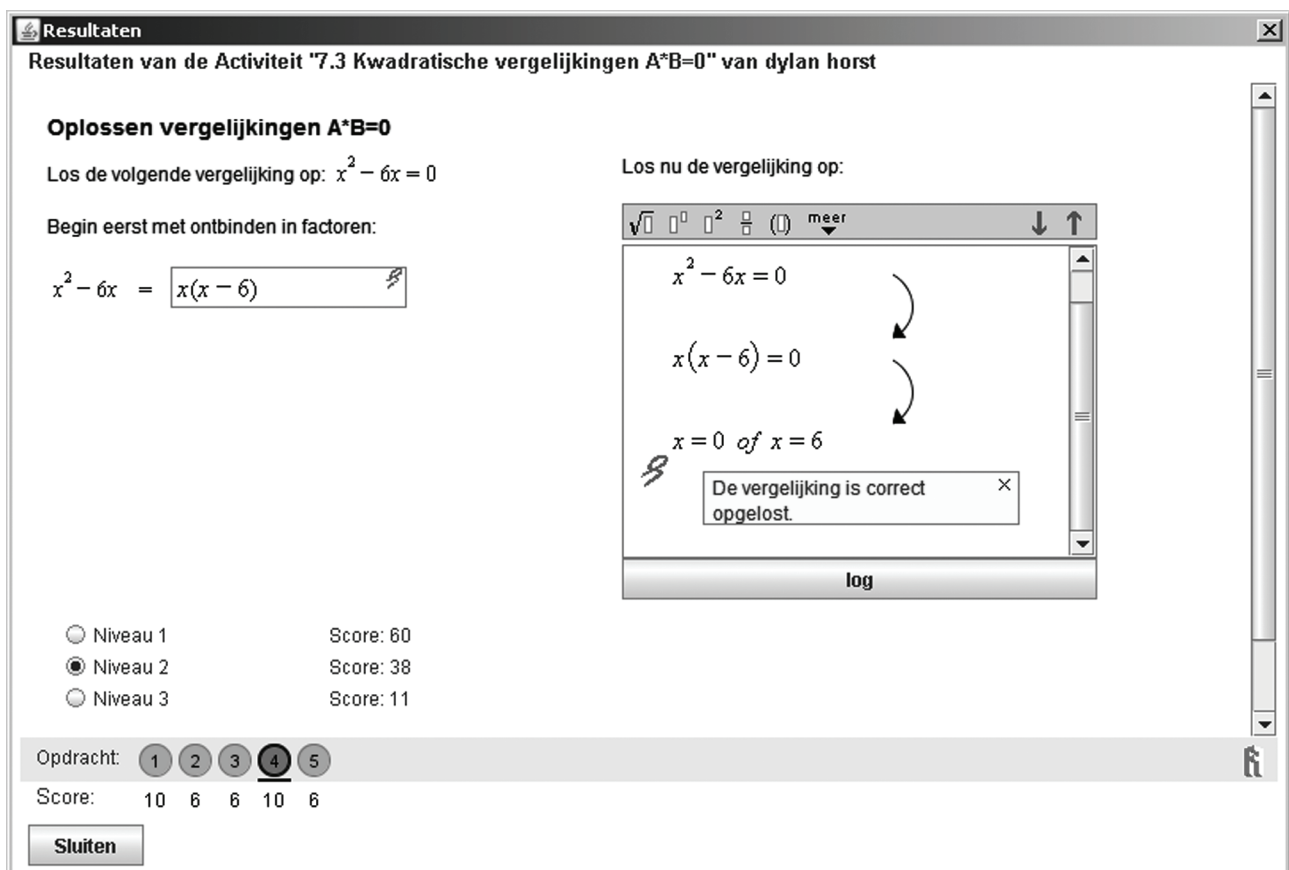 Resultaten
Resultaten van de Activiteit "7.3 Kwadratische vergelijkingen A*B=0" van dylan horst
Oplossen vergelijkingen A*B=0
Los de volgende vergelijking op: x² − 6x = 0
Begin eerst met ontbinden in factoren:
x² − 6x = x(x − 6)
Los nu de vergelijking op:
√▯ ▯▯ ▯² ▯/▯ (▯) meer
x² − 6x = 0
x(x − 6) = 0
x = 0 of x = 6
De vergelijking is correct
opgelost.
log
Niveau 1 Score: 60
Niveau 2 Score: 38
Niveau 3 Score: 11
Opdracht: 1 2 3 4 5
Score: 10 6 6 10 6
Sluiten